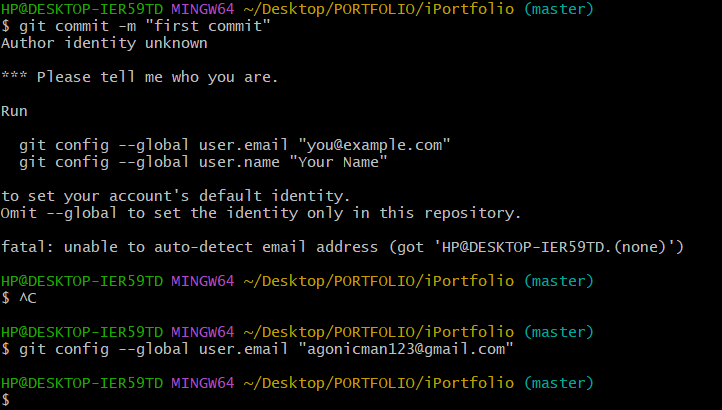 HP@DESKTOP-IER59TD MINGW64 ~/Desktop/PORTFOLIO/iPortfolio (master)
$ git commit -m "first commit"
Author identity unknown
*** Please tell me who you are.
Run
git config --global user.email "you@example.com"
git config --global user.name "Your Name"
to set your account's default identity.
Omit --global to set the identity only in this repository.
fatal: unable to auto-detect email address (got 'HP@DESKTOP-IER59TD.(none)')
HP@DESKTOP-IER59TD MINGW64 ~/Desktop/PORTFOLIO/iPortfolio (master)
$ ^C
HP@DESKTOP-IER59TD MINGW64 ~/Desktop/PORTFOLIO/iPortfolio (master)
$ git config --global user.email "agonicman123@gmail.com"
HP@DESKTOP-IER59TD MINGW64 ~/Desktop/PORTFOLIO/iPortfolio (master)
$